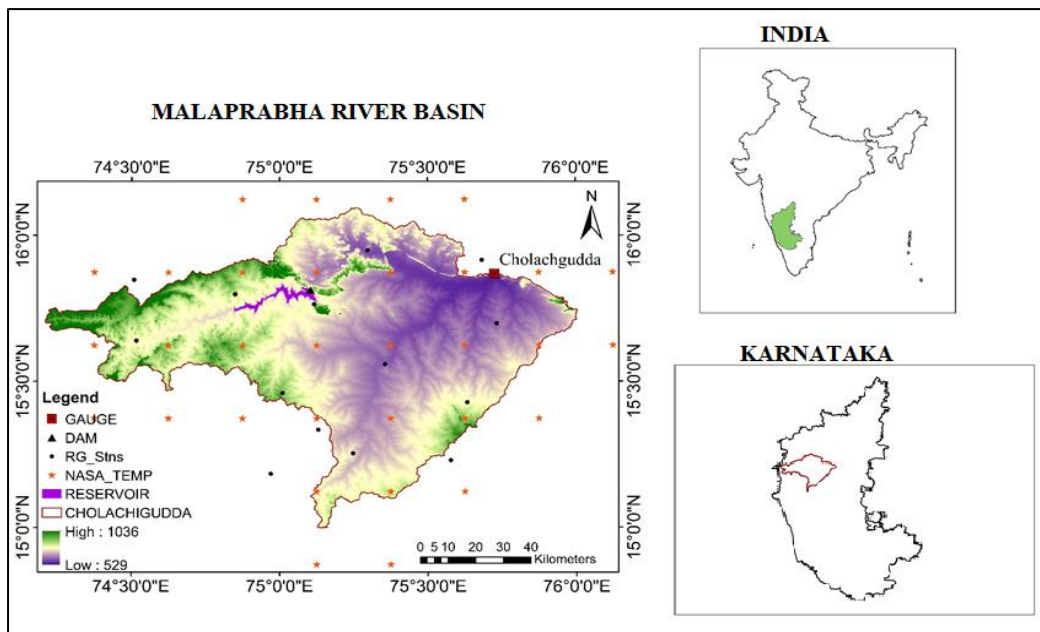 INDIA
MALAPRABHA RIVER BASIN
74°30'0"E 75°0'0"E 75°30'0"E 76°0'0"E
N
16°0'0"N
16°0'0"N
Cholachgudda
KARNATAKA
15°30'0"N
15°30'0"N
Legend
GAUGE
DAM
RG_Stns
NASA_TEMP
RESERVOIR
CHOLACHIGUDDA
High : 1036
Low : 529
15°0'0"N
15°0'0"N
0 5 10 20 30 40
Kilometers
74°30'0"E 75°0'0"E 75°30'0"E 76°0'0"E